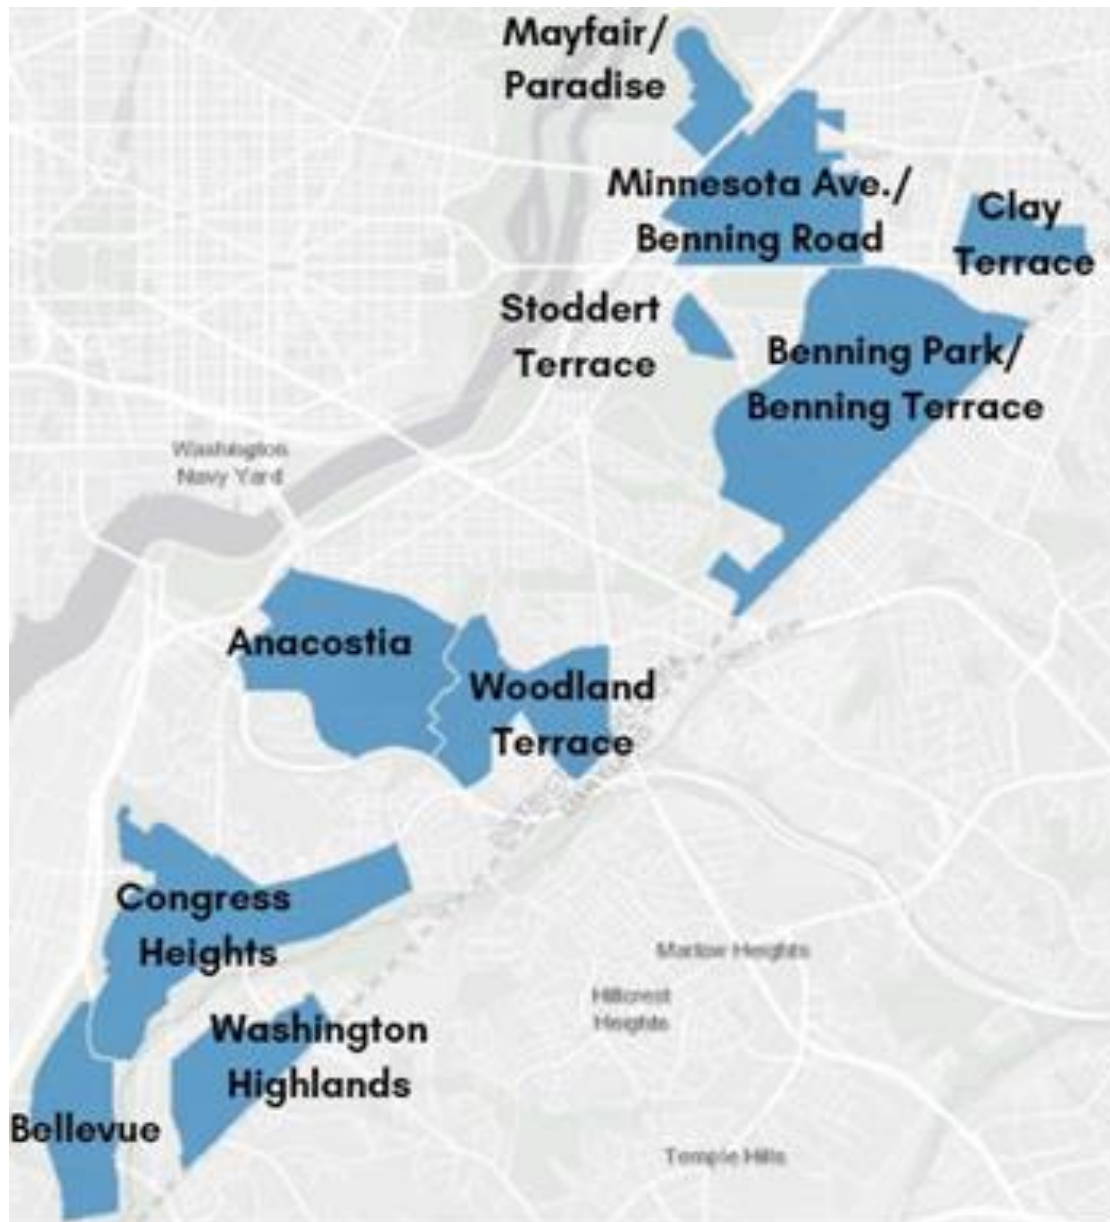 Mayfair/
Paradise
Minnesota Ave./
Benning Road
Clay
Terrace
Stoddert
Terrace
Benning Park/
Benning Terrace
Washington
Navy Yard
Anacostia
Woodland
Terrace
Congress
Heights
Marlow Heights
Hillcrest
Heights
Washington
Highlands
Bellevue
Temple Hills